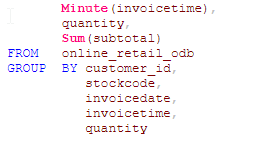 Minute(invoicetime),
quantity,
Sum(subtotal)
FROM online_retail_odb
GROUP BY customer_id,
stockcode,
invoicedate,
invoicetime,
quantity